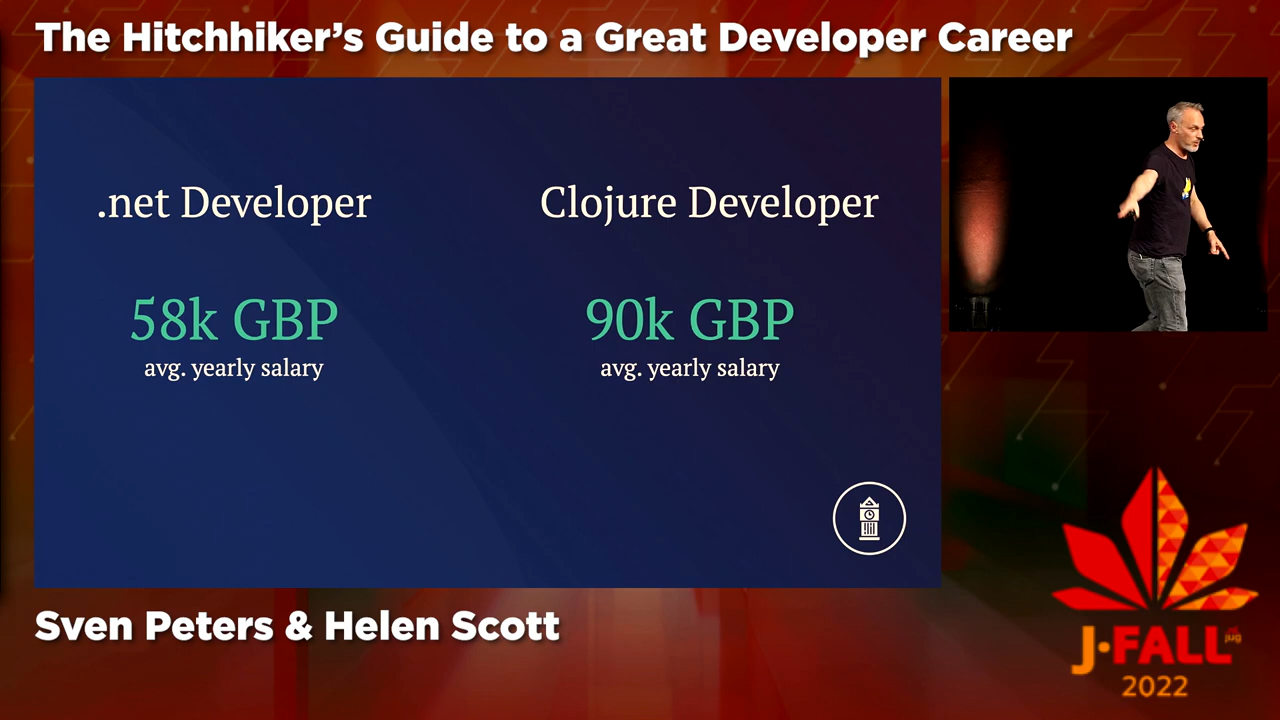 The Hitchhiker's Guide to a Great Developer Career
.net Developer
Clojure Developer
58k GBP
90k GBP
avg. yearly salary
avg. yearly salary
Sven Peters & Helen Scott
J•FALL
nljug
2022